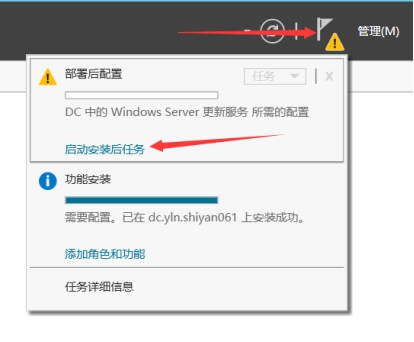 管理(M)
部署后配置
任务
X
DC 中的 Windows Server 更新服务 所需的配置
启动安装后任务
功能安装
需要配置。已在 dc.yln.shiyan061 上安装成功。
添加角色和功能
任务详细信息